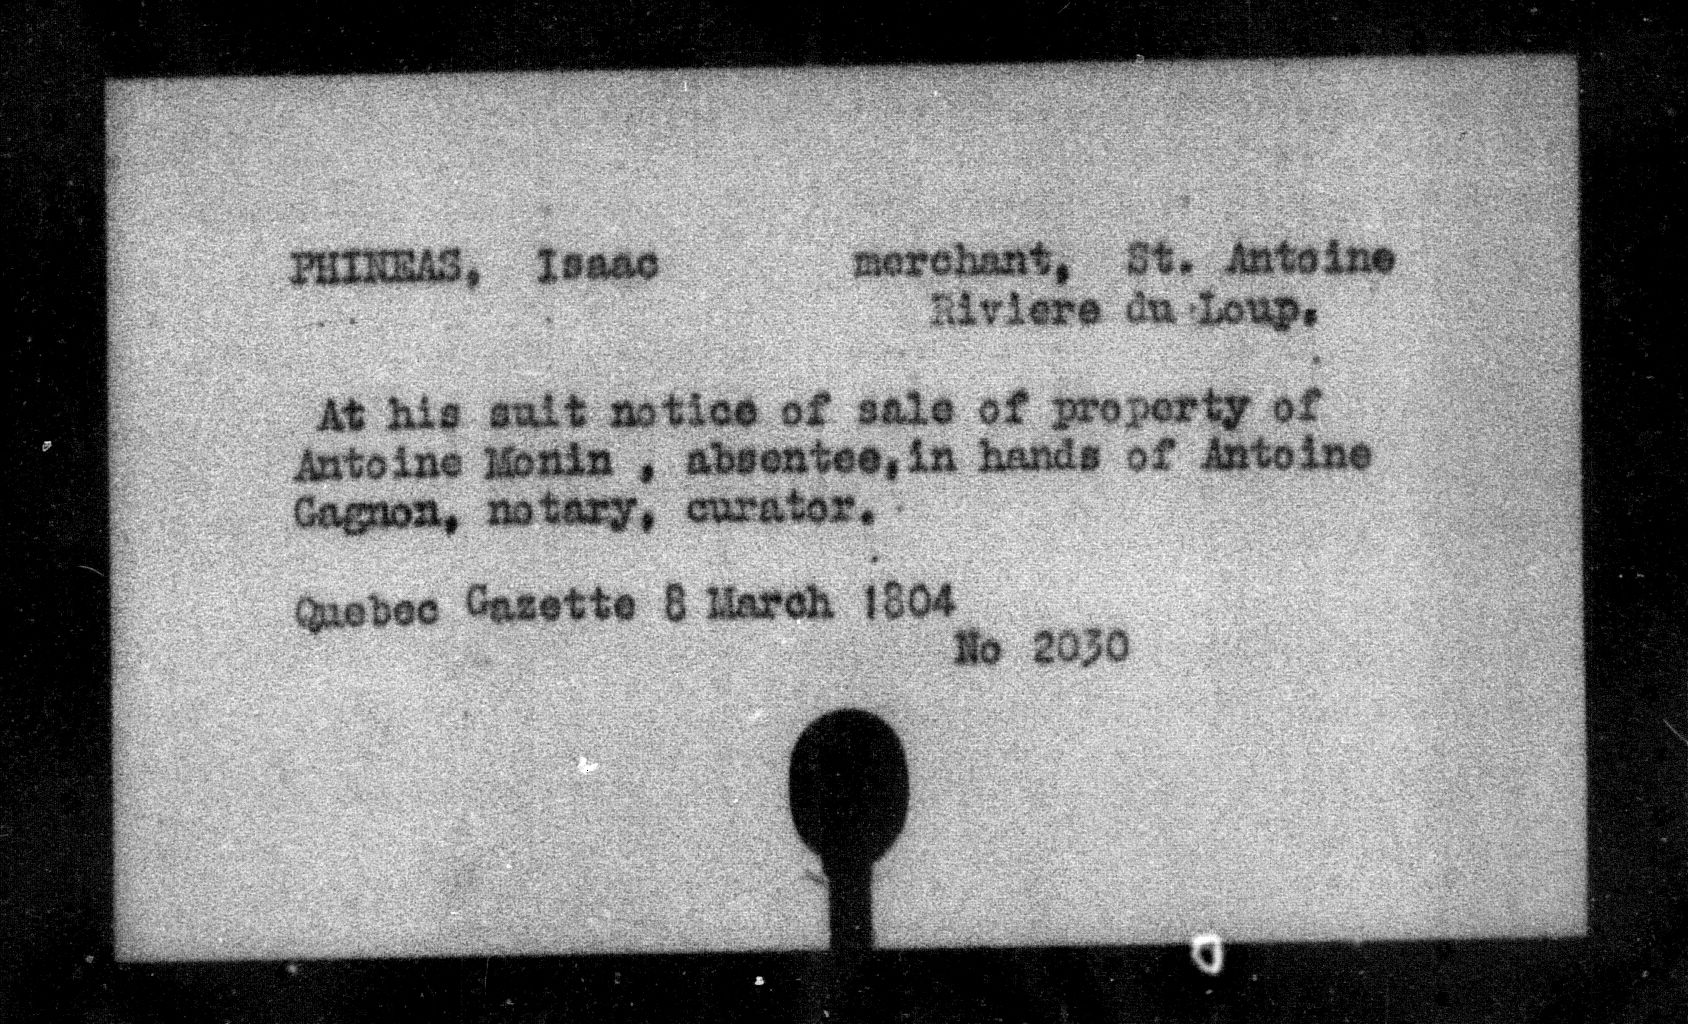 PHINEAS, Isaac merchant, St. Antoine
Riviere du Loup.
At his suit notice of sale of property of
Antoine Monin , absentee,in hands of Antoine
Gagnon, notary, curator.
Quebec Gazette 8 March 1804
No 2030